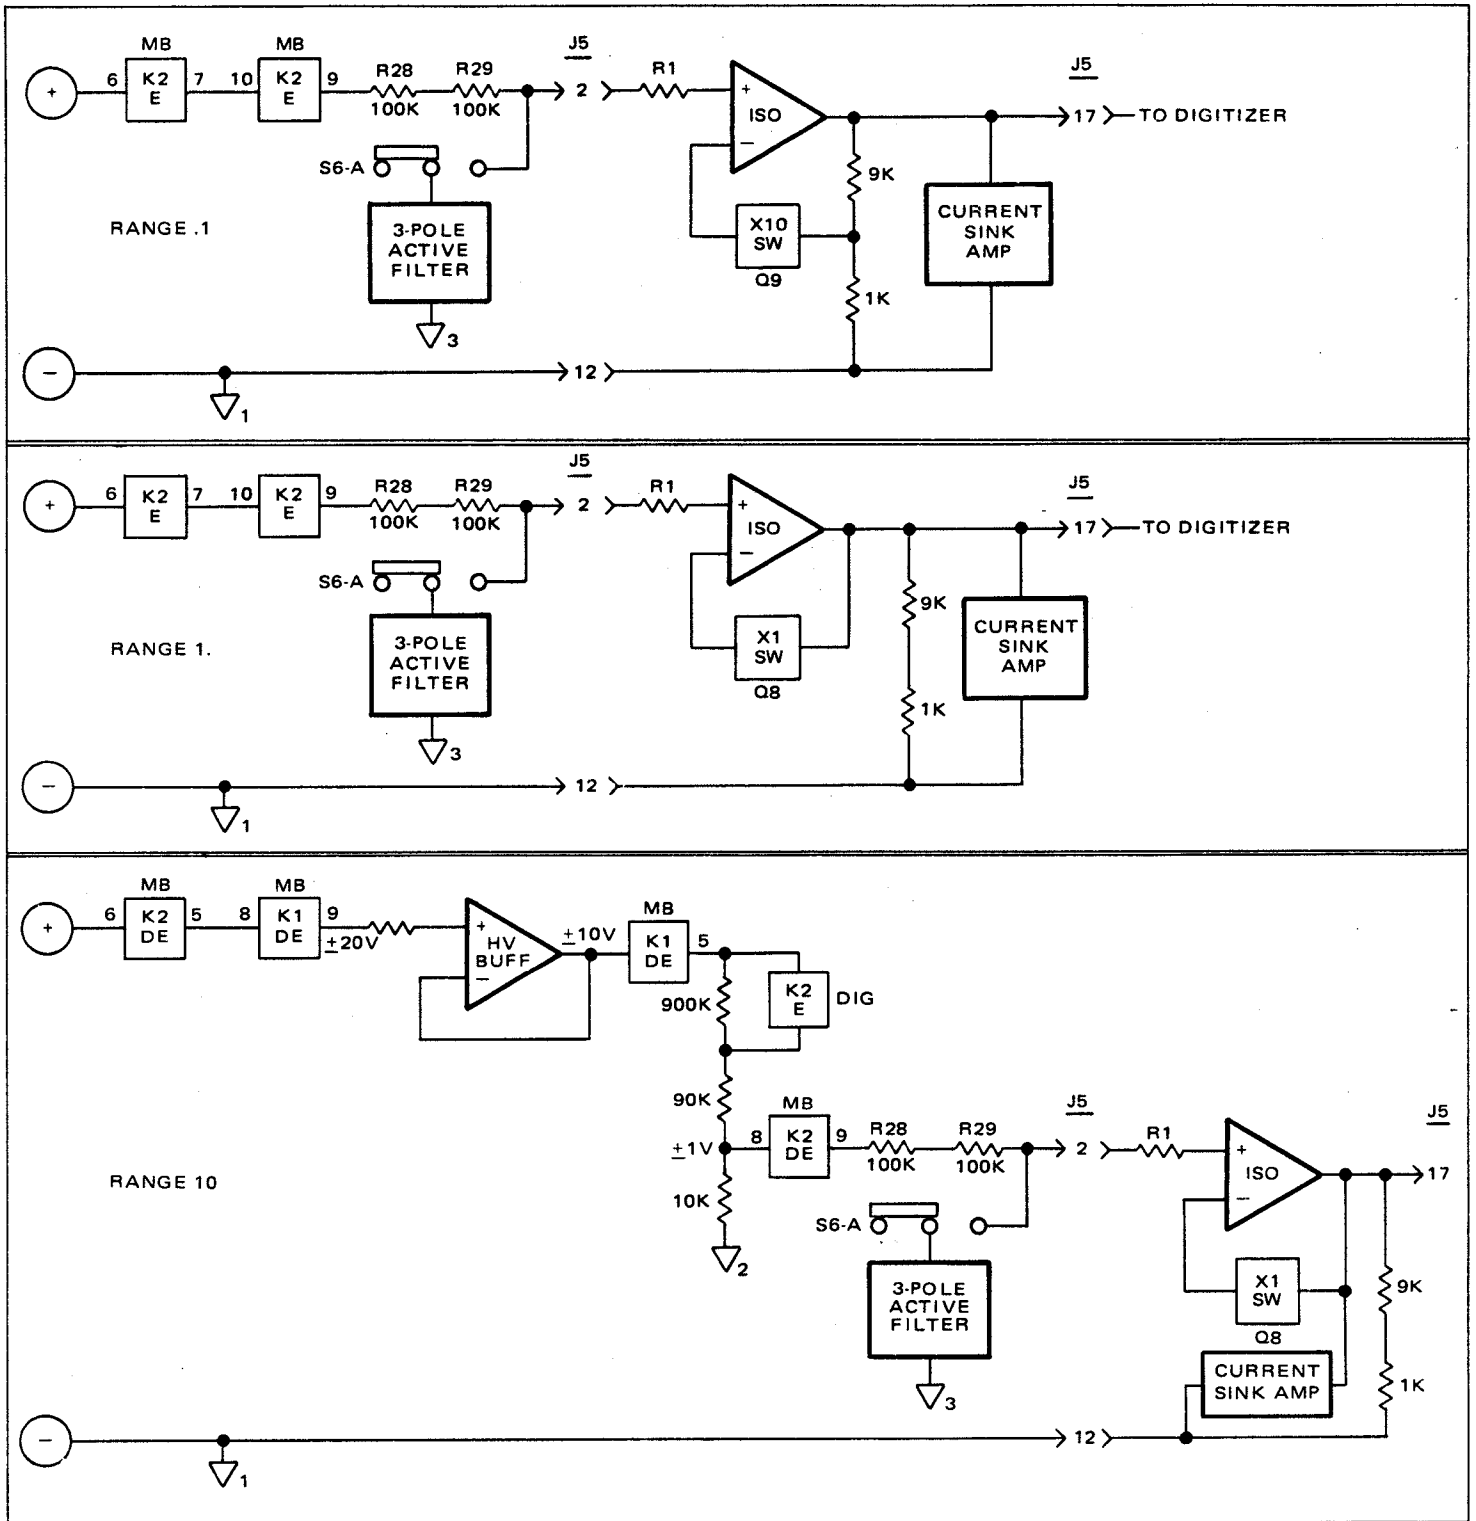 MB MB J5 J5
+ 6 K2 E 7 10 K2 E 9 R28 100K R29 100K 2 R1 + ISO − 17 TO DIGITIZER
S6-A
9K
RANGE .1
3-POLE ACTIVE FILTER
X10 SW
Q9
CURRENT SINK AMP
1K
3
− 12
1
J5 J5
+ 6 K2 E 7 10 K2 E 9 R28 100K R29 100K 2 R1 + ISO − 17 TO DIGITIZER
S6-A
9K
RANGE 1.
3-POLE ACTIVE FILTER
X1 SW
Q8
CURRENT SINK AMP
1K
3
− 12
1
MB MB
+ 6 K2 DE 5 8 K1 DE 9 ±20V + HV BUFF − ±10V MB K1 DE 5
900K K2 E DIG
90K
MB J5 J5
±1V 8 K2 DE 9 R28 100K R29 100K 2 R1 + ISO − 17
RANGE 10
10K
S6-A
2
3-POLE ACTIVE FILTER
X1 SW
Q8
9K
CURRENT SINK AMP
1K
3
− 12
1